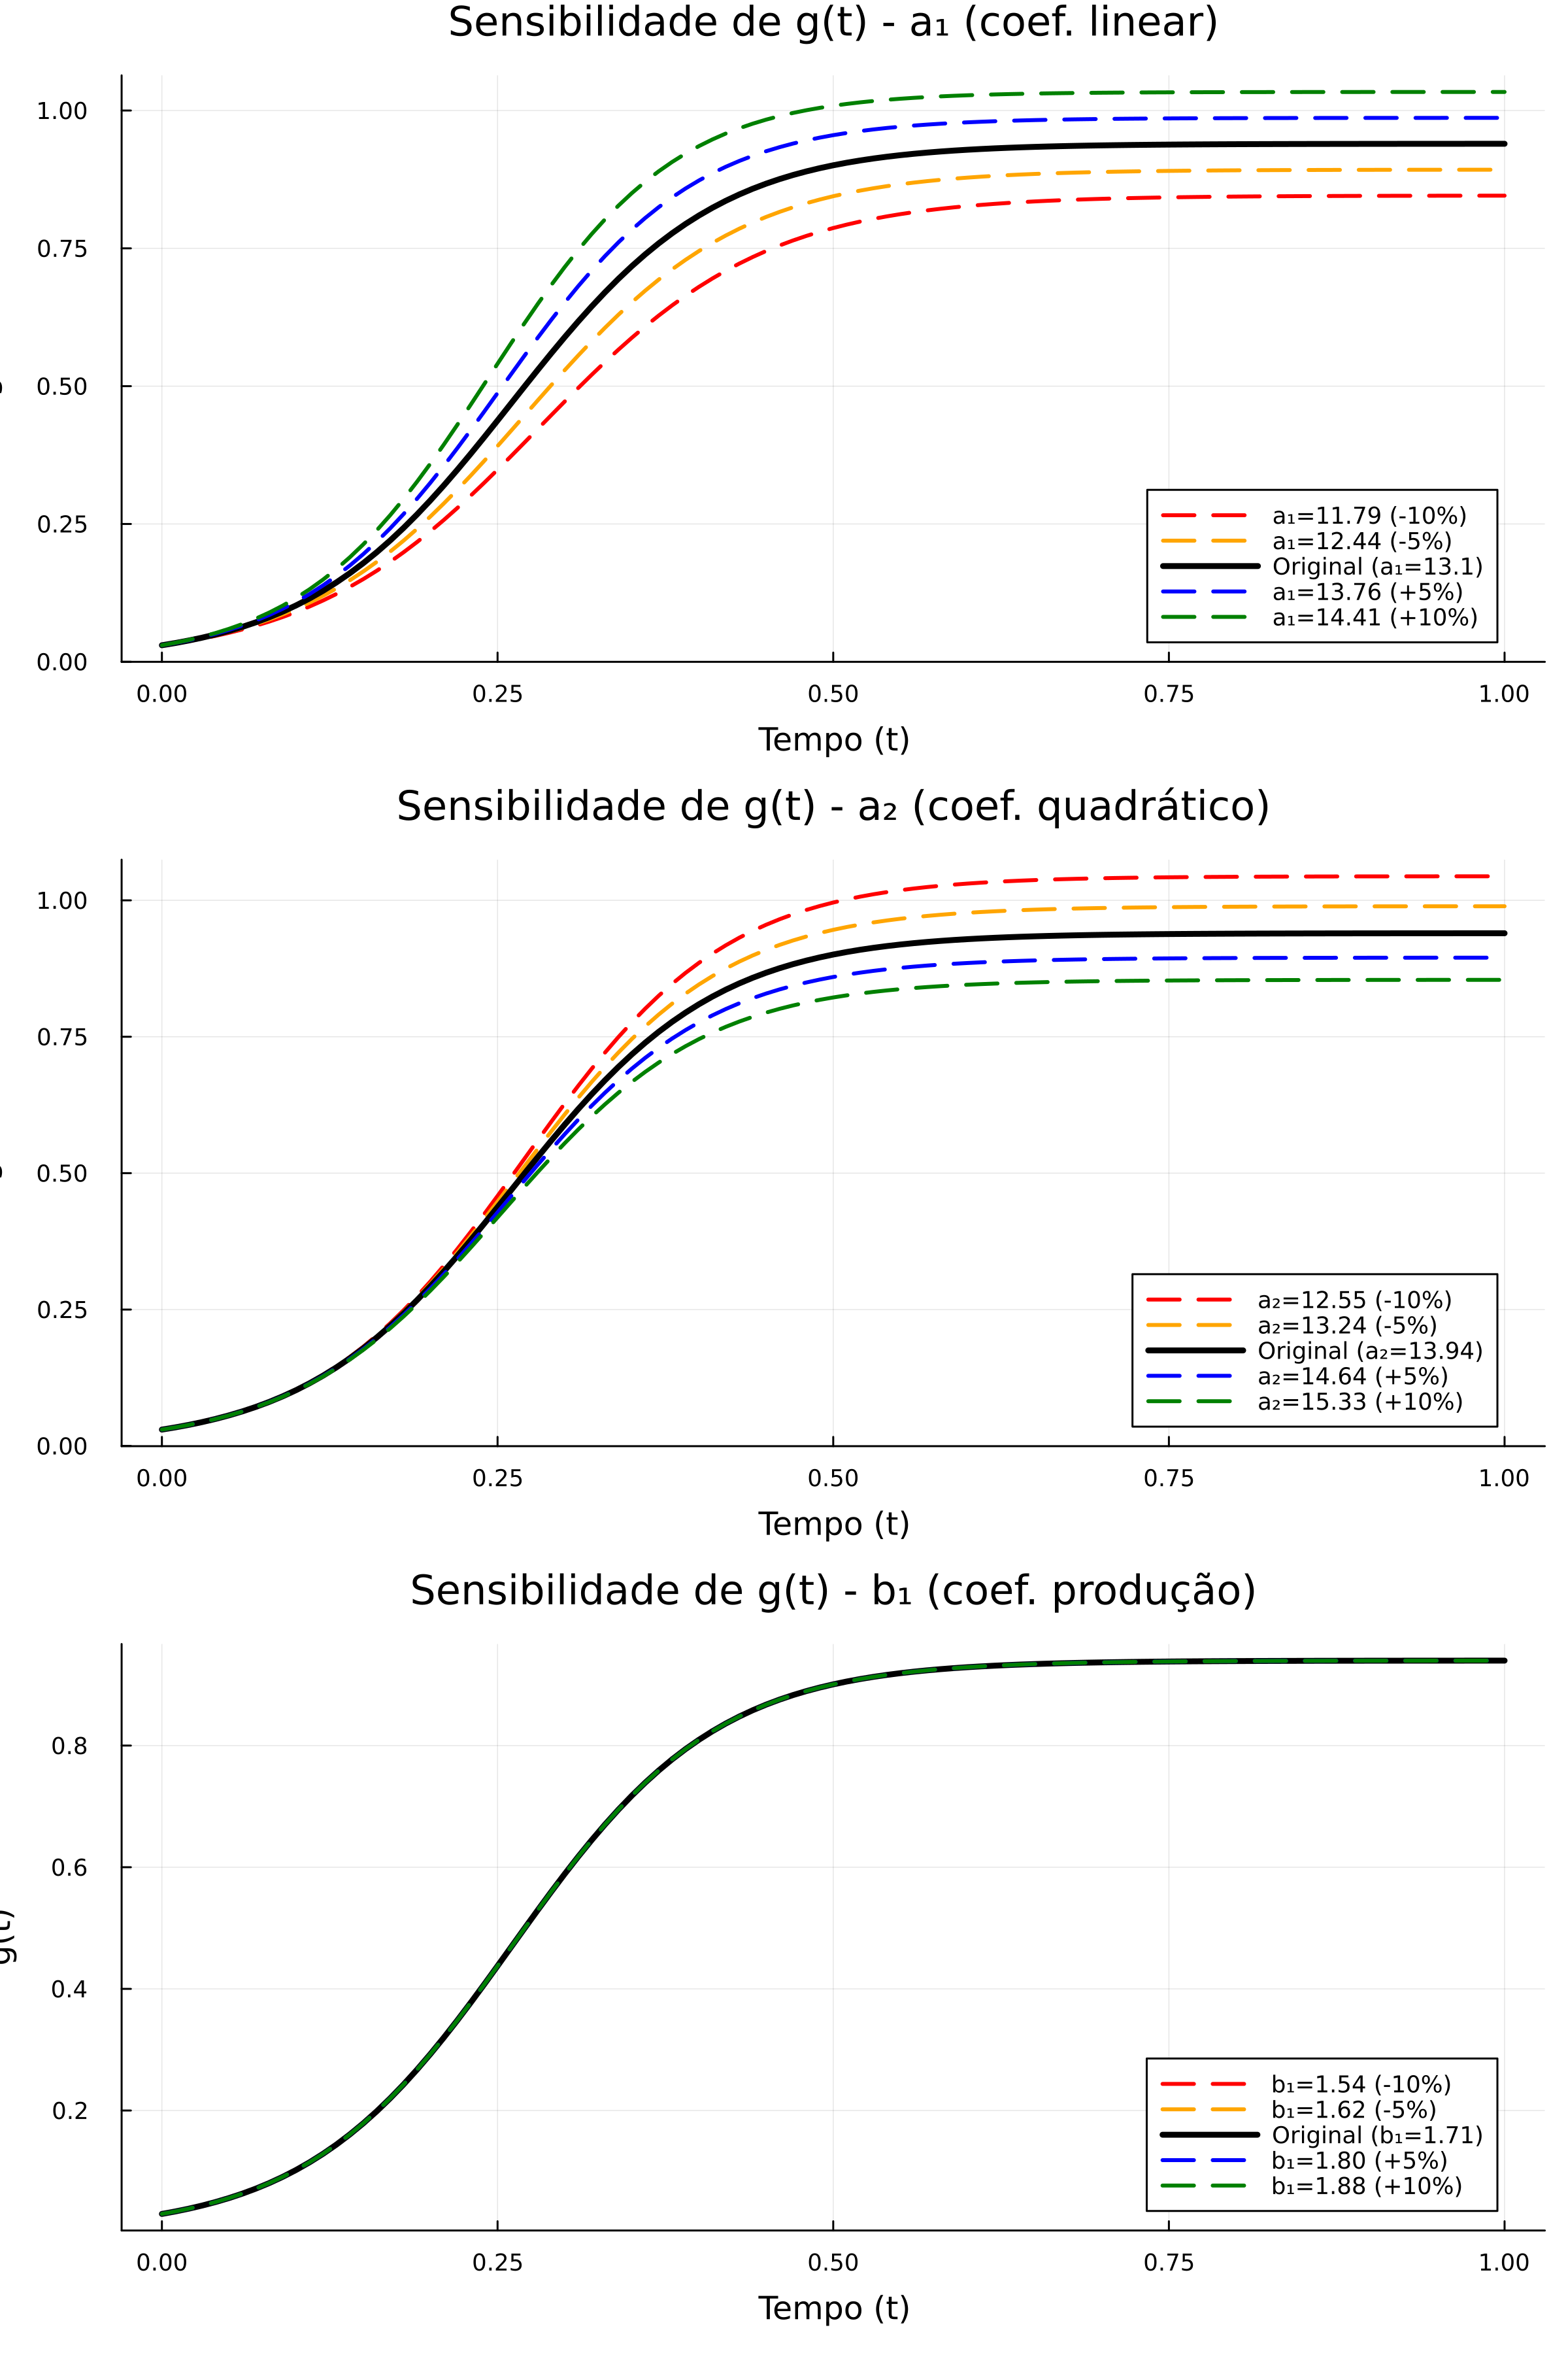 Sensibilidade de g(t) - a₁ (coef. linear)
1.00
0.75
0.50
0.25
0.00
a₁=11.79 (-10%)
a₁=12.44 (-5%)
Original (a₁=13.1)
a₁=13.76 (+5%)
a₁=14.41 (+10%)
0.00 0.25 0.50 0.75 1.00
Tempo (t)
Sensibilidade de g(t) - a₂ (coef. quadrático)
1.00
0.75
0.50
0.25
0.00
a₂=12.55 (-10%)
a₂=13.24 (-5%)
Original (a₂=13.94)
a₂=14.64 (+5%)
a₂=15.33 (+10%)
0.00 0.25 0.50 0.75 1.00
Tempo (t)
Sensibilidade de g(t) - b₁ (coef. produção)
0.8
0.6
g(t)
0.4
0.2
b₁=1.54 (-10%)
b₁=1.62 (-5%)
Original (b₁=1.71)
b₁=1.80 (+5%)
b₁=1.88 (+10%)
0.00 0.25 0.50 0.75 1.00
Tempo (t)